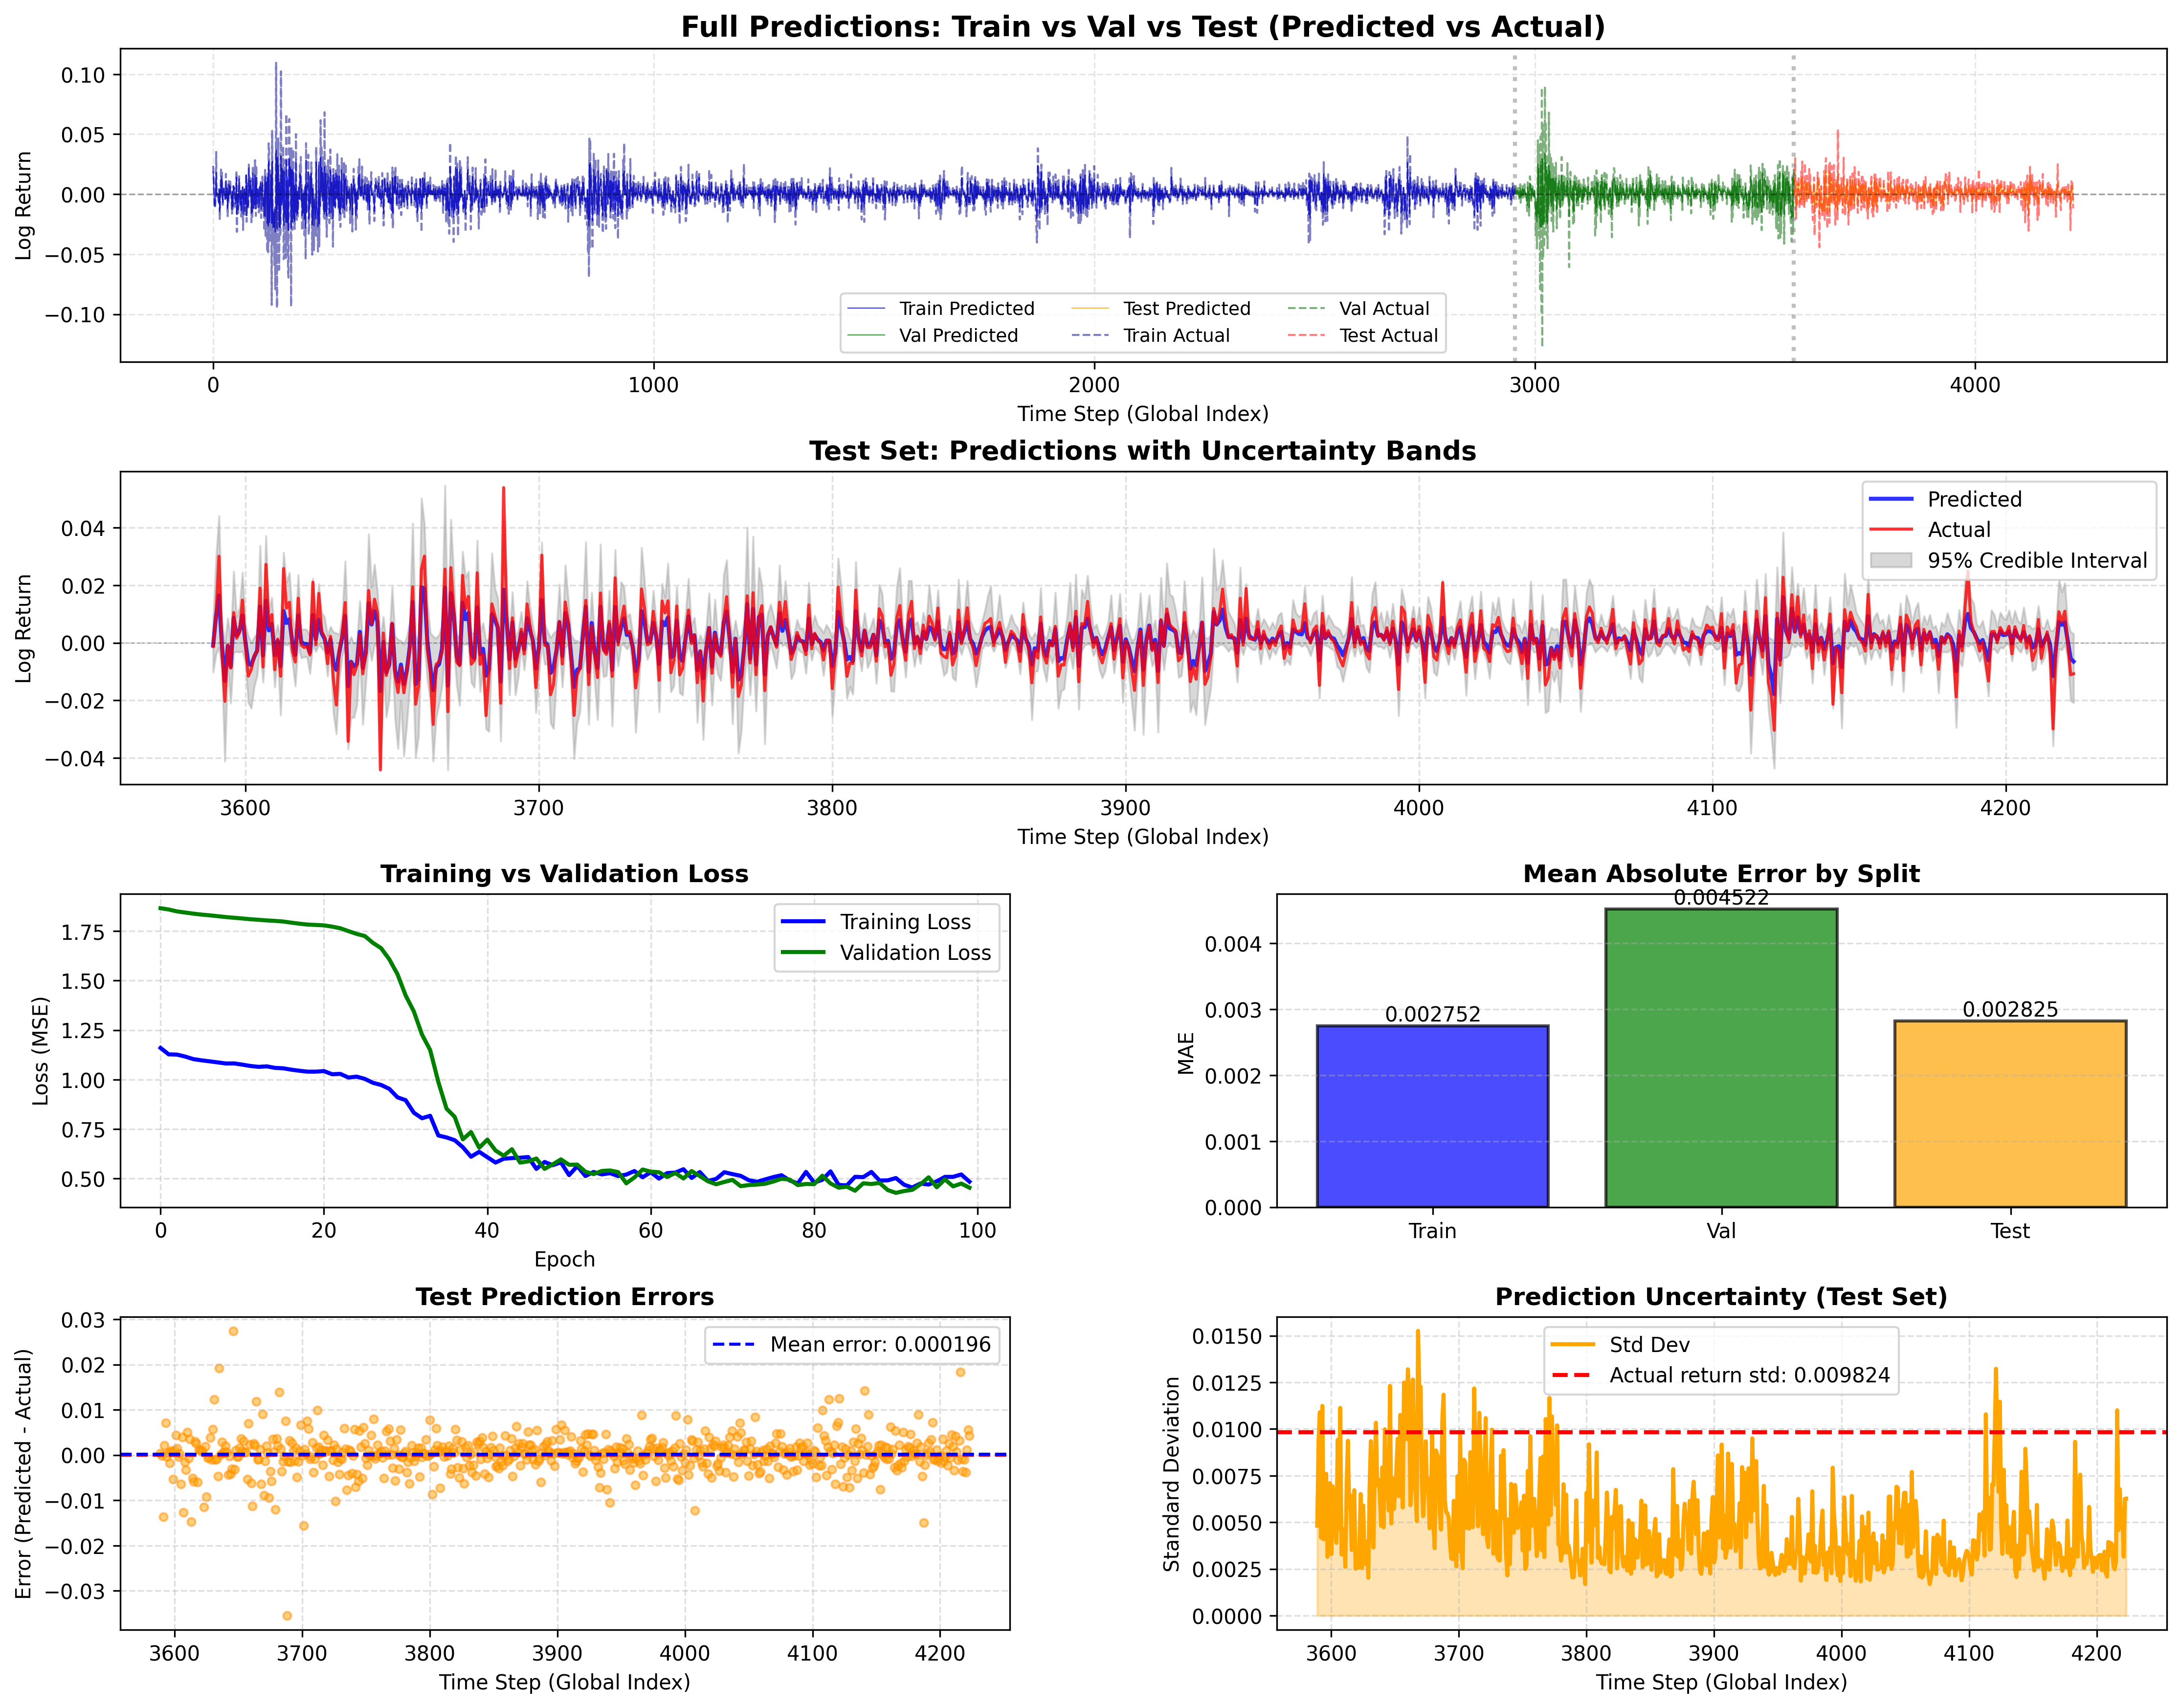 Full Predictions: Train vs Val vs Test (Predicted vs Actual)
Log Return
0.10
0.05
0.00
−0.05
−0.10
Train Predicted
Val Predicted
Test Predicted
Train Actual
Val Actual
Test Actual
0 1000 2000 3000 4000
Time Step (Global Index)
Test Set: Predictions with Uncertainty Bands
Log Return
0.04
0.02
0.00
−0.02
−0.04
Predicted
Actual
95% Credible Interval
3600 3700 3800 3900 4000 4100 4200
Time Step (Global Index)
Training vs Validation Loss
Loss (MSE)
1.75
1.50
1.25
1.00
0.75
0.50
Training Loss
Validation Loss
0 20 40 60 80 100
Epoch
Mean Absolute Error by Split
MAE
0.004
0.003
0.002
0.001
0.000
0.002752
0.004522
0.002825
Train Val Test
Test Prediction Errors
Error (Predicted - Actual)
0.03
0.02
0.01
0.00
−0.01
−0.02
−0.03
Mean error: 0.000196
3600 3700 3800 3900 4000 4100 4200
Time Step (Global Index)
Prediction Uncertainty (Test Set)
Standard Deviation
0.0150
0.0125
0.0100
0.0075
0.0050
0.0025
0.0000
Std Dev
Actual return std: 0.009824
3600 3700 3800 3900 4000 4100 4200
Time Step (Global Index)